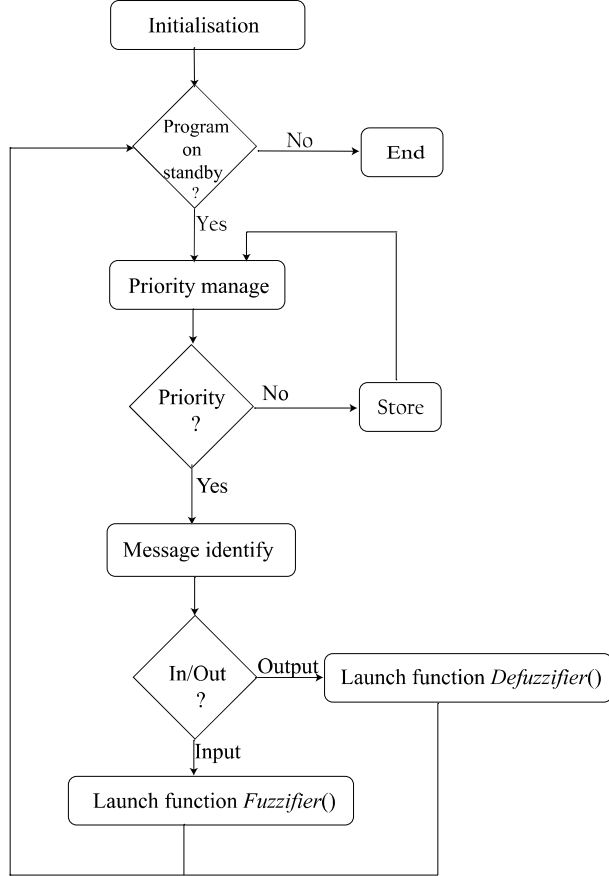 Initialisation
Program
on
standby
?
No
End
Yes
Priority manage
Priority
?
No
Store
Yes
Message identify
In/Out
?
Output
Launch function Defuzzifier()
Input
Launch function Fuzzifier()